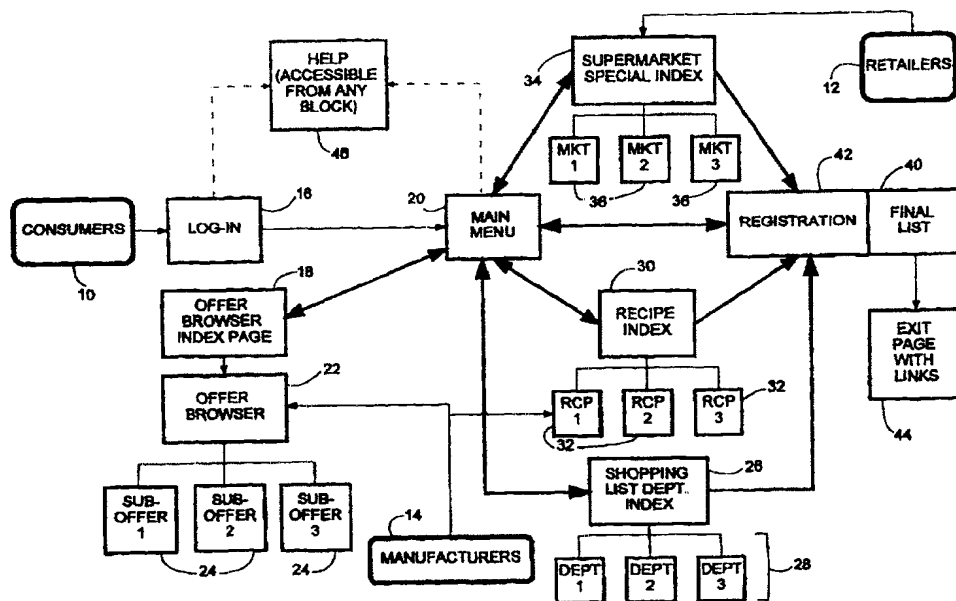 HELP
(ACCESSIBLE
FROM ANY
BLOCK)
46
34
SUPERMARKET
SPECIAL INDEX
RETAILERS
12
MKT
1
MKT
2
MKT
3
36
36
42
40
16
20
CONSUMERS
LOG-IN
MAIN
MENU
REGISTRATION
FINAL
LIST
10
18
OFFER
BROWSER
INDEX PAGE
30
RECIPE
INDEX
EXIT
PAGE
WITH
LINKS
22
OFFER
BROWSER
RCP
1
RCP
2
RCP
3
32
32
44
SHOPPING
LIST DEPT..
INDEX
26
SUB-
OFFER
1
SUB-
OFFER
2
SUB-
OFFER
3
24
24
14
MANUFACTURERS
DEPT
1
DEPT
2
DEPT
3
28